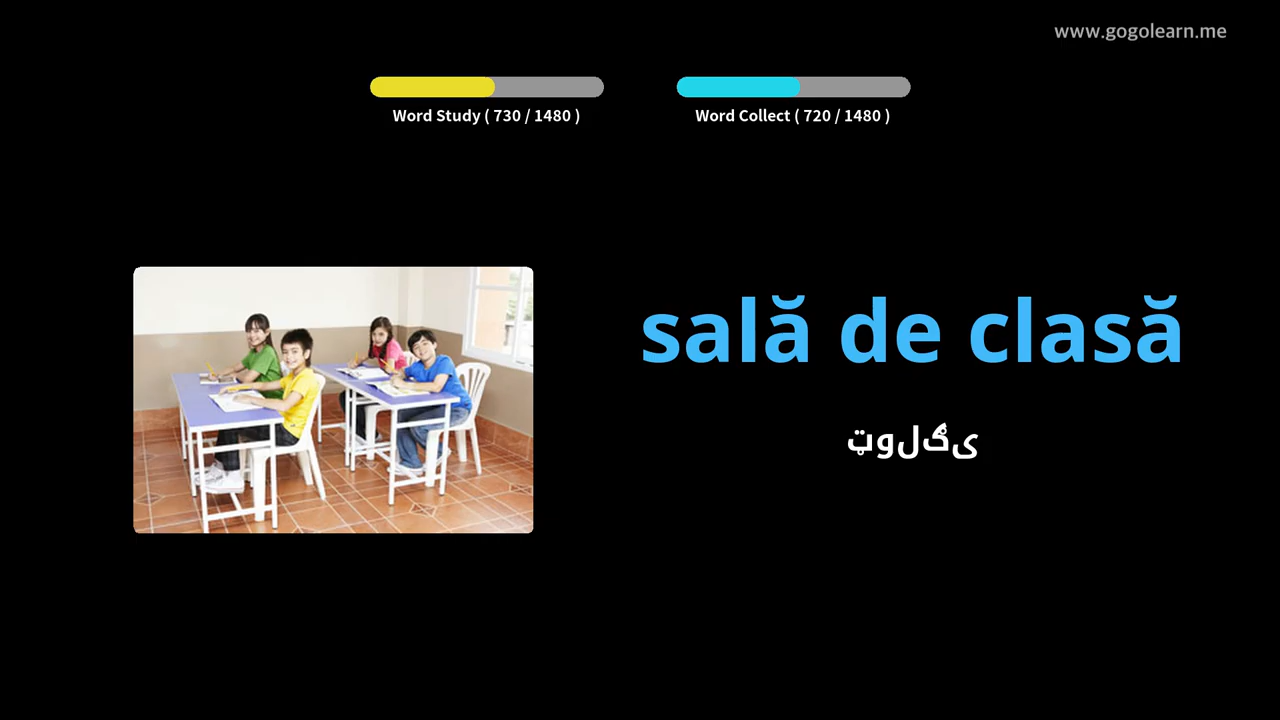 www.gogolearn.me
Word Study ( 730 / 1480 )
Word Collect ( 720 / 1480 )
sală de clasă
ټولګی